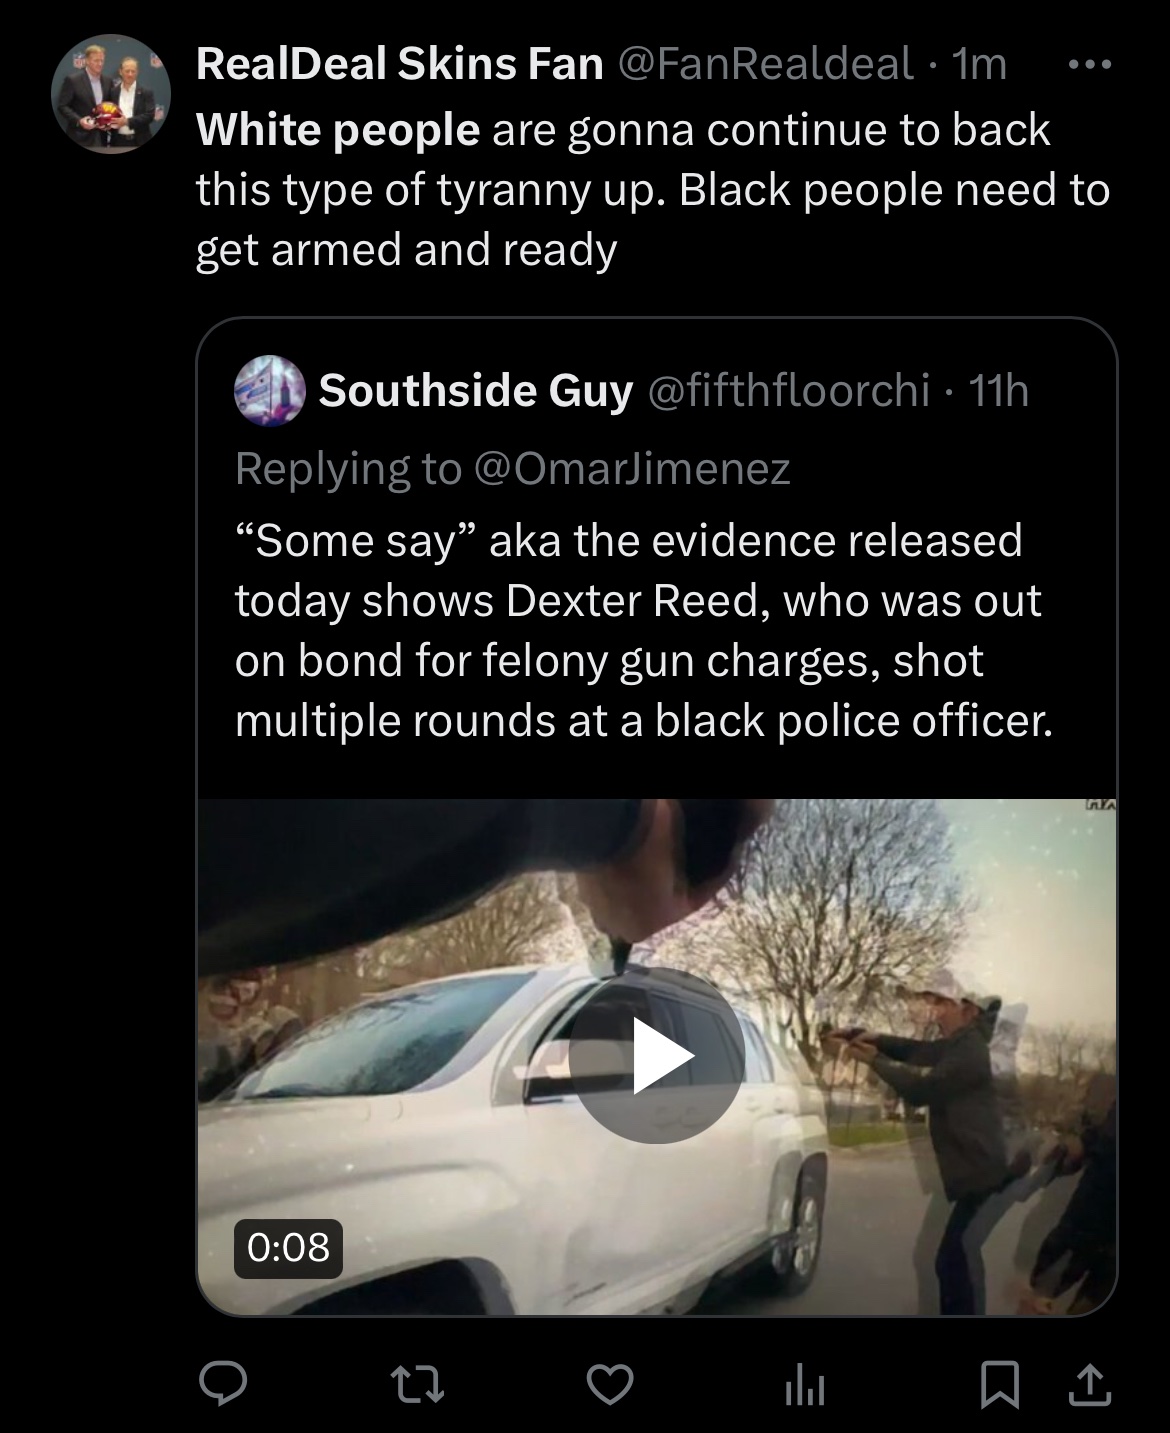 RealDeal Skins Fan @FanRealdeal · 1m
White people are gonna continue to back
this type of tyranny up. Black people need to
get armed and ready
Southside Guy @fifthfloorchi · 11h
Replying to @OmarJimenez
“Some say” aka the evidence released
today shows Dexter Reed, who was out
on bond for felony gun charges, shot
multiple rounds at a black police officer.
0:08